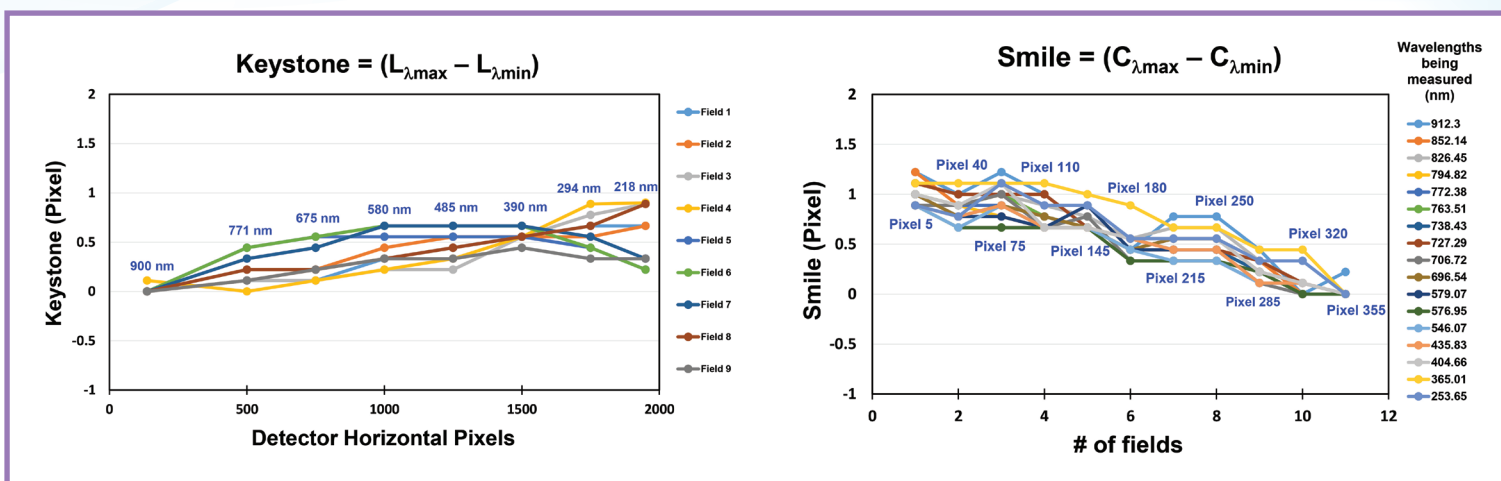 Keystone = (Lλmax – Lλmin)
Keystone (Pixel)
2
1.5
1
0.5
0
-0.5
-1
900 nm
771 nm
675 nm
580 nm
485 nm
390 nm
294 nm
218 nm
0
500
1000
1500
2000
Detector Horizontal Pixels
Field 1
Field 2
Field 3
Field 4
Field 5
Field 6
Field 7
Field 8
Field 9
Smile = (Cλmax – Cλmin)
Smile (Pixel)
2
1.5
1
0.5
0
-0.5
-1
Pixel 5
Pixel 40
Pixel 75
Pixel 110
Pixel 145
Pixel 180
Pixel 215
Pixel 250
Pixel 285
Pixel 320
Pixel 355
0
2
4
6
8
10
12
# of fields
Wavelengths
being
measured
(nm)
912.3
852.14
826.45
794.82
772.38
763.51
738.43
727.29
706.72
696.54
579.07
576.95
546.07
435.83
404.66
365.01
253.65